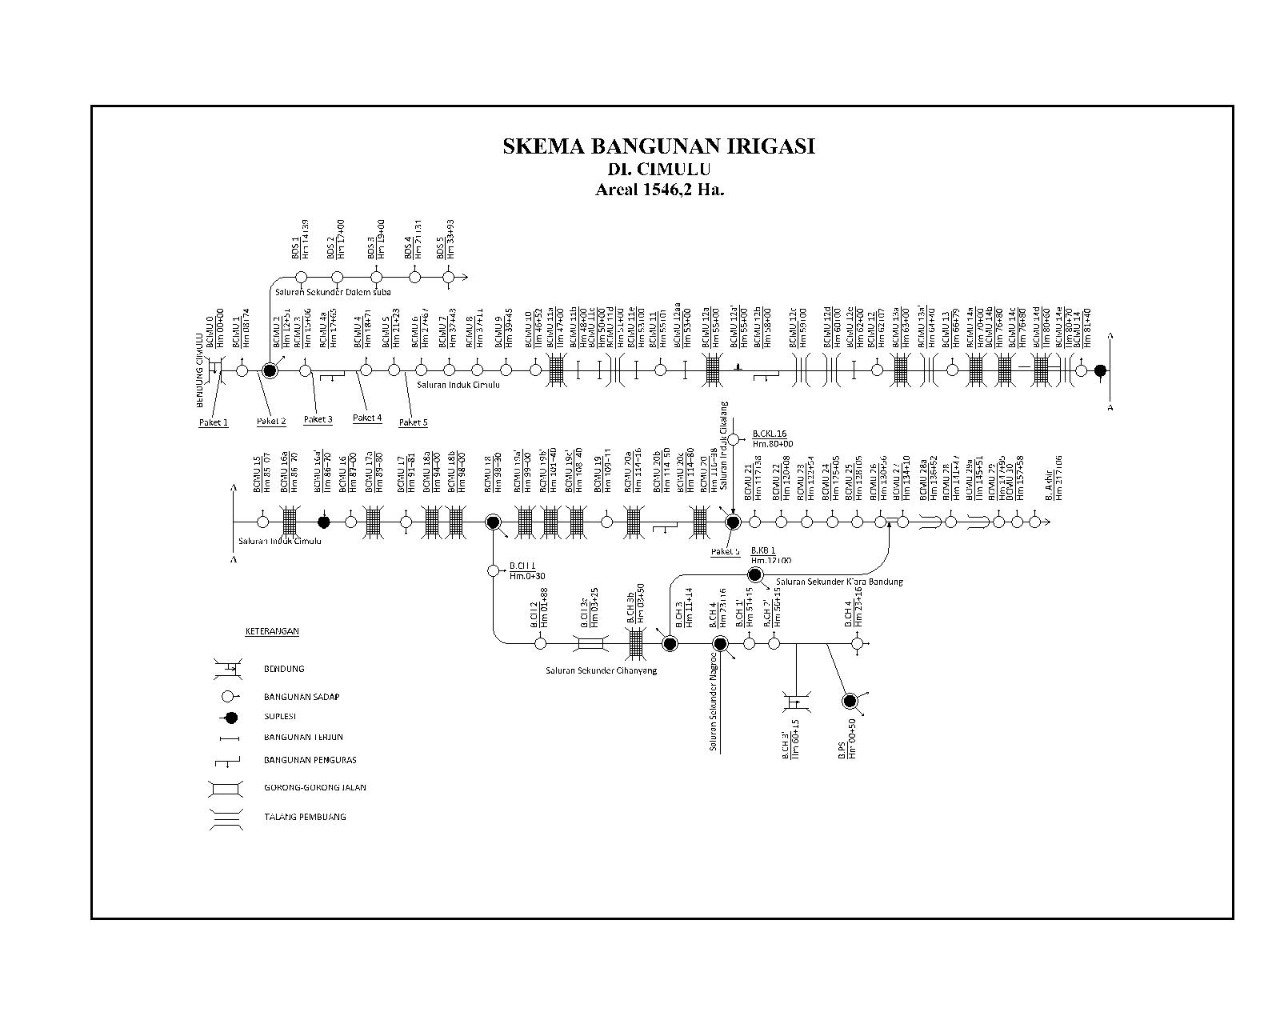 SKEMA BANGUNAN IRIGASI
DI. CIMULU
Areal 1546,2 Ha.
BDS 1
Hm 14+39
BDS 2
Hm 17+00
BDS 3
Hm 19+00
BDS 4
Hm 21+31
BDS 5
Hm 33+93
Saluran Sekunder Dalem suba
BENDUNG CIMULU
BCMU 0
Hm 00+00
BCMU 1
Hm 08+74
BCMU 2
Hm 12+51
BCMU 3
Hm 15+06
BCMU 4a
Hm 17+65
BCMU 4
Hm 18+71
BCMU 5
Hm 21+23
BCMU 6
Hm 27+67
BCMU 7
Hm 32+43
BCMU 8
Hm 37+11
BCMU 9
Hm 39+45
BCMU 10
Hm 46+52
BCMU 11a
Hm 47+00
BCMU 11b
Hm 48+00
BCMU 11c
Hm 50+00
BCMU 11d
Hm 51+00
BCMU 11e
Hm 53+00
BCMU 11
Hm 55+01
BCMU 12aa
Hm 53+00
BCMU 12a
Hm 55+00
BCMU 12a'
Hm 55+00
BCMU 12b
Hm 58+00
BCMU 12c
Hm 59+00
BCMU 12d
Hm 60+00
BCMU 12e
Hm 62+00
BCMU 12
Hm 62+07
BCMU 13a
Hm 63+00
BCMU 13a'
Hm 64+40
BCMU 13
Hm 66+79
BCMU 14a
Hm 70+00
BCMU 14b
Hm 76+80
BCMU 14c
Hm 76+80
BCMU 14d
Hm 80+60
BCMU 14e
Hm 80+71
BCMU 14
Hm 81+40
A
A
Saluran Induk Cimulu
Paket 1
Paket 2
Paket 3
Paket 4
Paket 5
Saluran Induk Cikalang
B.CKL.16
Hm.80+00
BCMU 15
Hm 85-07
BCMU 16a
Hm 86-20
BCMU 16a'
Hm 86-70
BCMU 16
Hm 87-00
BCMU 17a
Hm 89-80
BCMU 17
Hm 91-81
BCMU 18a
Hm 94-00
BCMU 18b
Hm 98-00
BCMU 18
Hm 98-30
BCMU 19a'
Hm 99-00
BCMU 19b'
Hm 101-40
BCMU 19c'
Hm 108-40
BCMU 19
Hm 109-11
BCMU 20a
Hm 114-16
BCMU 20b
Hm 114-50
BCMU 20c
Hm 114-80
BCMU 20
Hm 116-98
BCMU 21
Hm 117+38
BCMU 22
Hm 120+08
BCMU 23
Hm 122+54
BCMU 24
Hm 125+05
BCMU 25
Hm 128+05
BCMU 26
Hm 130+56
BCMU 27
Hm 134+10
BCMU 28a
Hm 136+52
BCMU 28
Hm 141+47
BCMU 29a
Hm 145+51
BCMU 29
Hm 147+95
BCMU 30
Hm 157+58
B. Akhir
Hm 217+06
A
Saluran Induk Cimulu
Paket 5
B.KB 1
Hm.12+00
Saluran Sekunder Kiara Bandung
B.CH 1
Hm.0+30
B.CH 2
Hm 01+88
B.CH 3a
Hm 03+25
B.CH 3b
Hm 03+50
B.CH 3
Hm 11+14
B.CH 4
Hm 23+16
B.CH 1'
Hm 51+15
B.CH 2'
Hm 56+15
B.CH 4
Hm 23+16
Saluran Sekunder Cihanyang
Saluran Sekunder Nagrog
B.CH 3'
Hm 60+15
B.PS
Hm 00+50
KETERANGAN
BENDUNG
BANGUNAN SADAP
SUPLESI
BANGUNAN TERJUN
BANGUNAN PENGURAS
GORONG-GORONG JALAN
TALANG PEMBUANG